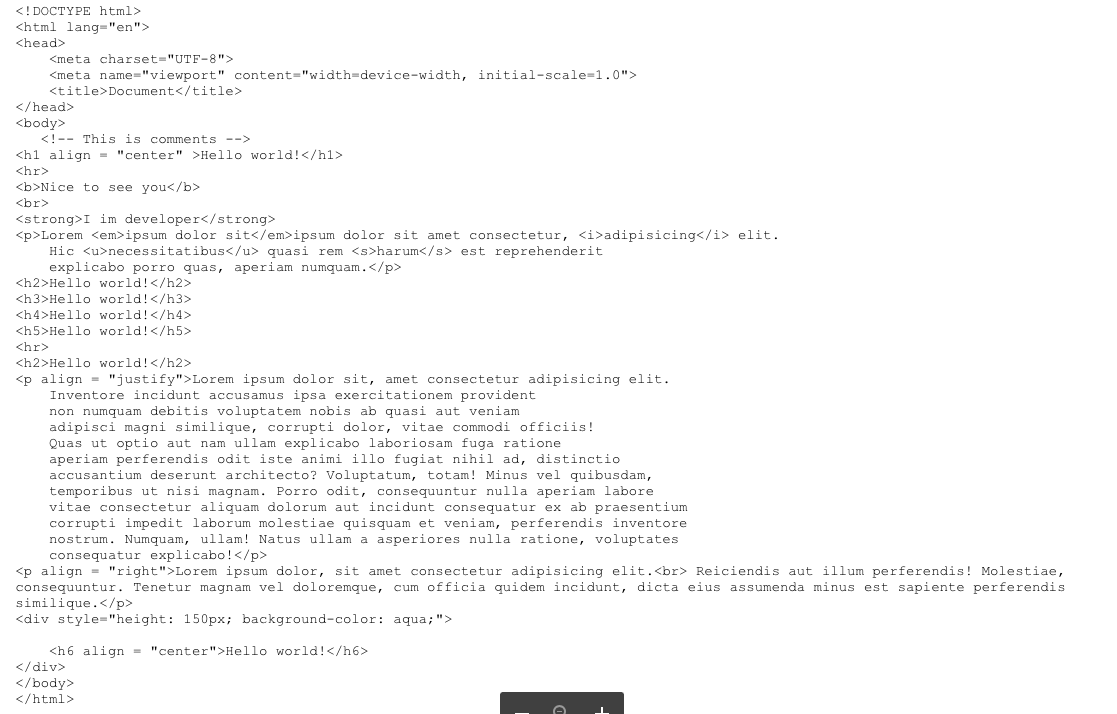 <!DOCTYPE html>
<html lang="en">
<head>
    <meta charset="UTF-8">
    <meta name="viewport" content="width=device-width, initial-scale=1.0">
    <title>Document</title>
</head>
<body>
   <!-- This is comments -->
<h1 align = "center" >Hello world!</h1>
<hr>
<b>Nice to see you</b>
<br>
<strong>I im developer</strong>
<p>Lorem <em>ipsum dolor sit</em>ipsum dolor sit amet consectetur, <i>adipisicing</i> elit.
    Hic <u>necessitatibus</u> quasi rem <s>harum</s> est reprehenderit
    explicabo porro quas, aperiam numquam.</p>
<h2>Hello world!</h2>
<h3>Hello world!</h3>
<h4>Hello world!</h4>
<h5>Hello world!</h5>
<hr>
<h2>Hello world!</h2>
<p align = "justify">Lorem ipsum dolor sit, amet consectetur adipisicing elit.
    Inventore incidunt accusamus ipsa exercitationem provident
    non numquam debitis voluptatem nobis ab quasi aut veniam
    adipisci magni similique, corrupti dolor, vitae commodi officiis!
    Quas ut optio aut nam ullam explicabo laboriosam fuga ratione
    aperiam perferendis odit iste animi illo fugiat nihil ad, distinctio
    accusantium deserunt architecto? Voluptatum, totam! Minus vel quibusdam,
    temporibus ut nisi magnam. Porro odit, consequuntur nulla aperiam labore
    vitae consectetur aliquam dolorum aut incidunt consequatur ex ab praesentium
    corrupti impedit laborum molestiae quisquam et veniam, perferendis inventore
    nostrum. Numquam, ullam! Natus ullam a asperiores nulla ratione, voluptates
    consequatur explicabo!</p>
<p align = "right">Lorem ipsum dolor, sit amet consectetur adipisicing elit.<br> Reiciendis aut illum perferendis! Molestiae,
consequuntur. Tenetur magnam vel doloremque, cum officia quidem incidunt, dicta eius assumenda minus est sapiente perferendis
similique.</p>
<div style="height: 150px; background-color: aqua;">
    <h6 align = "center">Hello world!</h6>
</div>
</body>
</html>